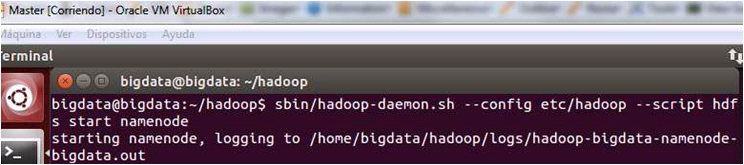 Master [Corriendo] - Oracle VM VirtualBox
Máquina Ver Dispositivos Ayuda
Terminal
bigdata@bigdata: ~/hadoop
bigdata@bigdata:~/hadoop$ sbin/hadoop-daemon.sh --config etc/hadoop --script hdf
s start namenode
starting namenode, logging to /home/bigdata/hadoop/logs/hadoop-bigdata-namenode-
bigdata.out